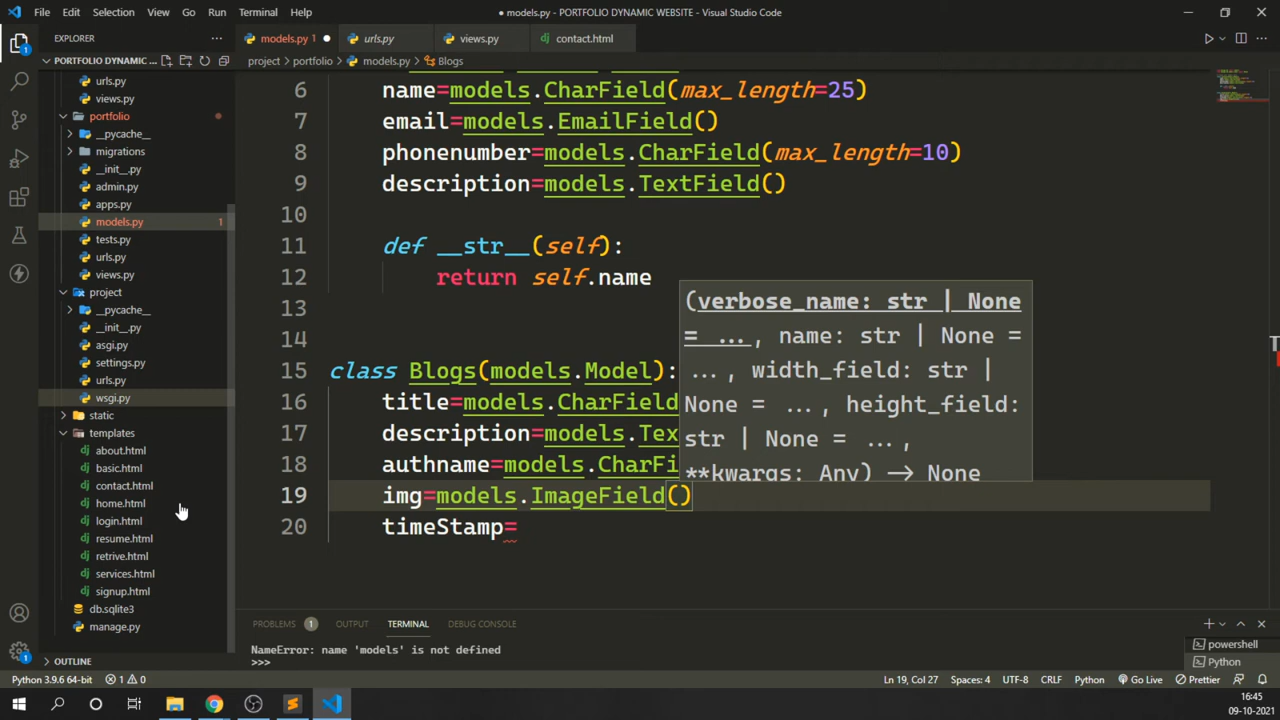 File Edit Selection View Go Run Terminal Help
models.py - PORTFOLIO DYNAMIC WEBSITE - Visual Studio Code
EXPLORER
models.py 1
urls.py
views.py
contact.html
PORTFOLIO DYNAMIC ...
project > portfolio > models.py > Blogs
urls.py
views.py
portfolio
__pycache__
migrations
__init__.py
admin.py
apps.py
models.py 1
tests.py
urls.py
views.py
project
__pycache__
__init__.py
asgi.py
settings.py
urls.py
wsgi.py
static
templates
about.html
basic.html
contact.html
home.html
login.html
resume.html
retrive.html
services.html
signup.html
db.sqlite3
manage.py
OUTLINE
6 name=models.CharField(max_length=25)
7 email=models.EmailField()
8 phonenumber=models.CharField(max_length=10)
9 description=models.TextField()
10
11 def __str__(self):
12 return self.name
13
14
15 class Blogs(models.Model):
16 title=models.CharField
17 description=models.Tex
18 authname=models.CharFi
19 img=models.ImageField()
20 timeStamp=
(verbose_name: str | None
= ..., name: str | None =
..., width_field: str |
None = ..., height_field:
str | None = ...,
**kwargs: Any) -> None
PROBLEMS 1 OUTPUT TERMINAL DEBUG CONSOLE
NameError: name 'models' is not defined
>>>
powershell
Python
Python 3.9.6 64-bit 1 0 Ln 19, Col 27 Spaces: 4 UTF-8 CRLF Python Go Live Prettier
16:45
09-10-2021